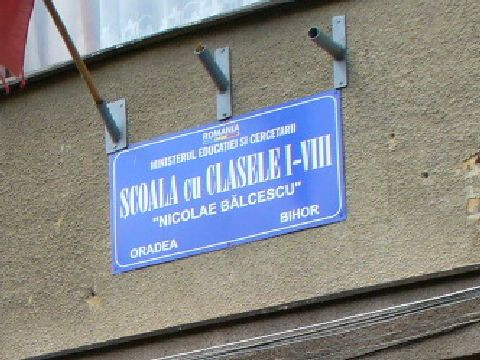 ROMANIA
MINISTERUL EDUCATIEI SI CERCETARII
SCOALA cu CLASELE I-VIII
"NICOLAE BĂLCESCU"
ORADEA BIHOR